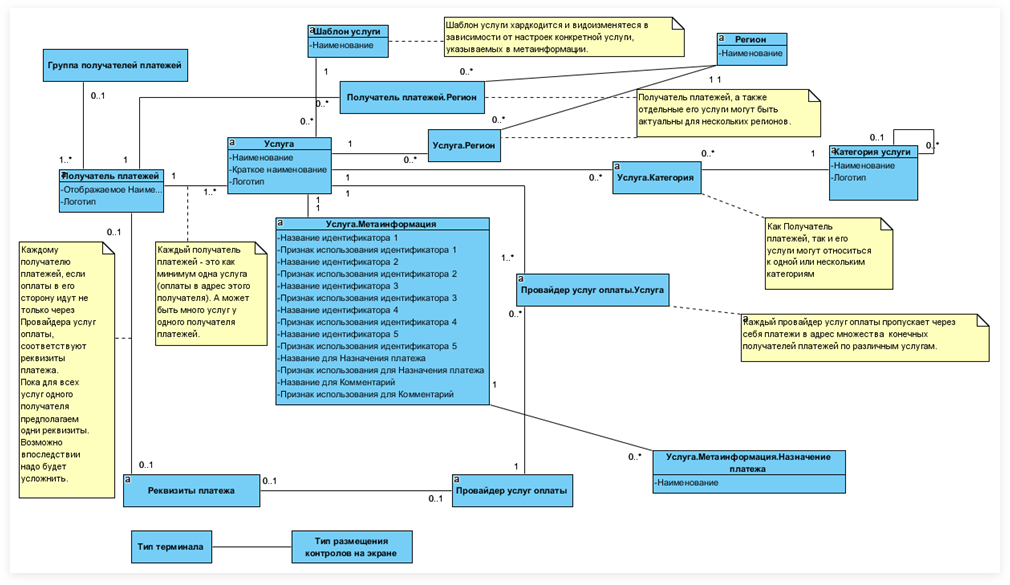 Шаблон услуги
-Наименование
Шаблон услуги хардкодится и видоизменятеся в
зависимости от настроек конкретной услуги,
указываемых в метаинформации.
a
Регион
-Наименование
Группа получателей платежей
Получатель платежей.Регион
Получатель платежей, а также
отдельные его услуги могут быть
актуальны для нескольких регионов.
0..1
1
0..*
0..*
0..*
1 1
0..*
a
Услуга
-Наименование
-Краткое наименование
-Логотип
1
0..*
Услуга.Регион
0..1
0..*
Категория услуги
-Наименование
-Логотип
0..*
1
a
Услуга.Категория
0..*
1..*
1
Получатель платежей
-Отображаемое Наиме...
-Логотип
1
1..*
1
1
1
1
0..1
Как Получатель
платежей, так и его
услуги могут относиться
к одной или нескольким
категориям
Каждому
получателю
платежей, если
оплаты в его
сторону идут не
только через
Провайдера услуг
оплаты,
соответствуют
реквизиты
платежа.
Пока для всех
услуг одного
получателя
предполагаем
одни реквизиты.
Возможно
впоследствии
надо будет
усложнить.
Каждый получатель
платежей - это как
минимум одна услуга
(оплаты в адрес этого
получателя). А может
быть много услуг у
одного получателя
платежей.
a
Услуга.Метаинформация
-Название идентификатора 1
-Признак использования идентификатора 1
-Название идентификатора 2
-Признак использования идентификатора 2
-Название идентификатора 3
-Признак использования идентификатора 3
-Название идентификатора 4
-Признак использования идентификатора 4
-Название идентификатора 5
-Признак использования идентификатора 5
-Название для Назначения платежа
-Признак использования для Назначения платежа
-Название для Комментарий
-Признак использования для Комментарий
1..*
a
Провайдер услуг оплаты.Услуга
0..*
Каждый провайдер услуг оплаты пропускает через
себя платежи в адрес множества конечных
получателей платежей по различным услугам.
1
0..*
Услуга.Метаинформация.Назначение
платежа
-Наименование
0..1
a
Реквизиты платежа
0..1
0..1
1
a
Провайдер услуг оплаты
Тип терминала
Тип размещения
контролов на экране